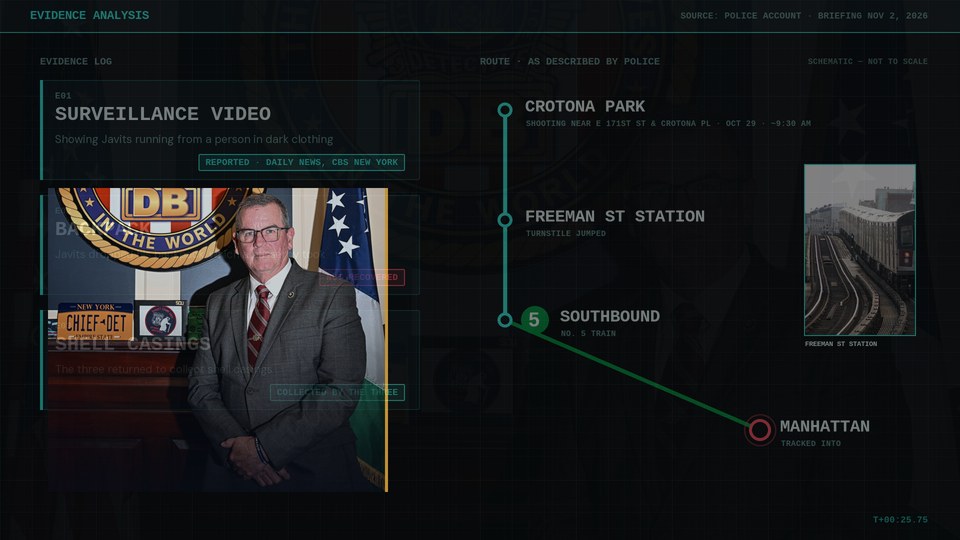 EVIDENCE ANALYSIS
SOURCE: POLICE ACCOUNT · BRIEFING NOV 2, 2026
EVIDENCE LOG
ROUTE · AS DESCRIBED BY POLICE
SCHEMATIC — NOT TO SCALE
E01
SURVEILLANCE VIDEO
Showing Javits running from a person in dark clothing
REPORTED · DAILY NEWS, CBS NEW YORK
DB
IN THE WORLD
Javits
NEW YORK
CHIEF DET
SHELL CASINGS
The three returned to collect shell casings
COLLECTED BY THE THREE
CROTONA PARK
SHOOTING NEAR E 171ST ST & CROTONA PL · OCT 29 · ~9:30 AM
FREEMAN ST STATION
TURNSTILE JUMPED
5
SOUTHBOUND
NO. 5 TRAIN
FREEMAN ST STATION
MANHATTAN
TRACKED INTO
T+00:25.75